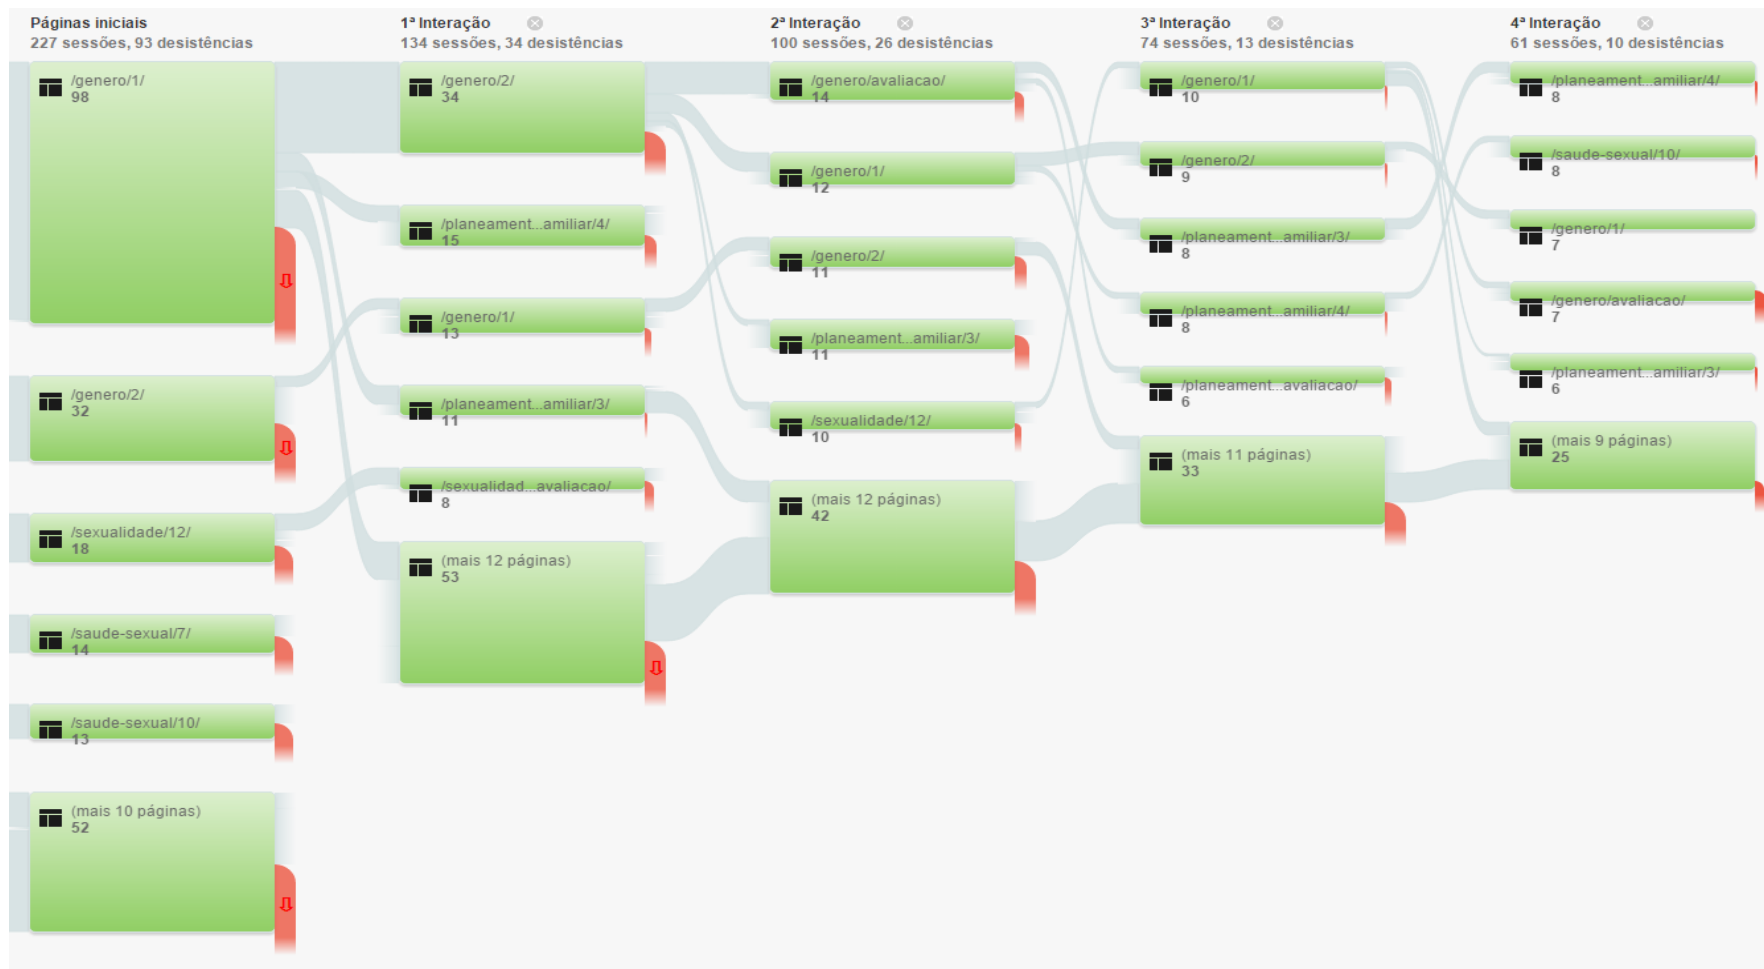 Páginas iniciais
227 sessões, 93 desistências
/genero/1/
98
/genero/2/
32
/sexualidade/12/
18
/saude-sexual/7/
14
/saude-sexual/10/
13
(mais 10 páginas)
52
1ª Interação
134 sessões, 34 desistências
/genero/2/
34
/planeament...amiliar/4/
15
/genero/1/
13
/planeament...amiliar/3/
11
/sexualidad...avaliacao/
8
(mais 12 páginas)
53
2ª Interação
100 sessões, 26 desistências
/genero/avaliacao/
14
/genero/1/
12
/genero/2/
11
/planeament...amiliar/3/
11
/sexualidade/12/
10
(mais 12 páginas)
42
3ª Interação
74 sessões, 13 desistências
/genero/1/
10
/genero/2/
9
/planeament...amiliar/3/
8
/planeament...amiliar/4/
8
/planeament...avaliacao/
6
(mais 11 páginas)
33
4ª Interação
61 sessões, 10 desistências
/planeament...amiliar/4/
8
/saude-sexual/10/
8
/genero/1/
7
/genero/avaliacao/
7
/planeament...amiliar/3/
6
(mais 9 páginas)
25